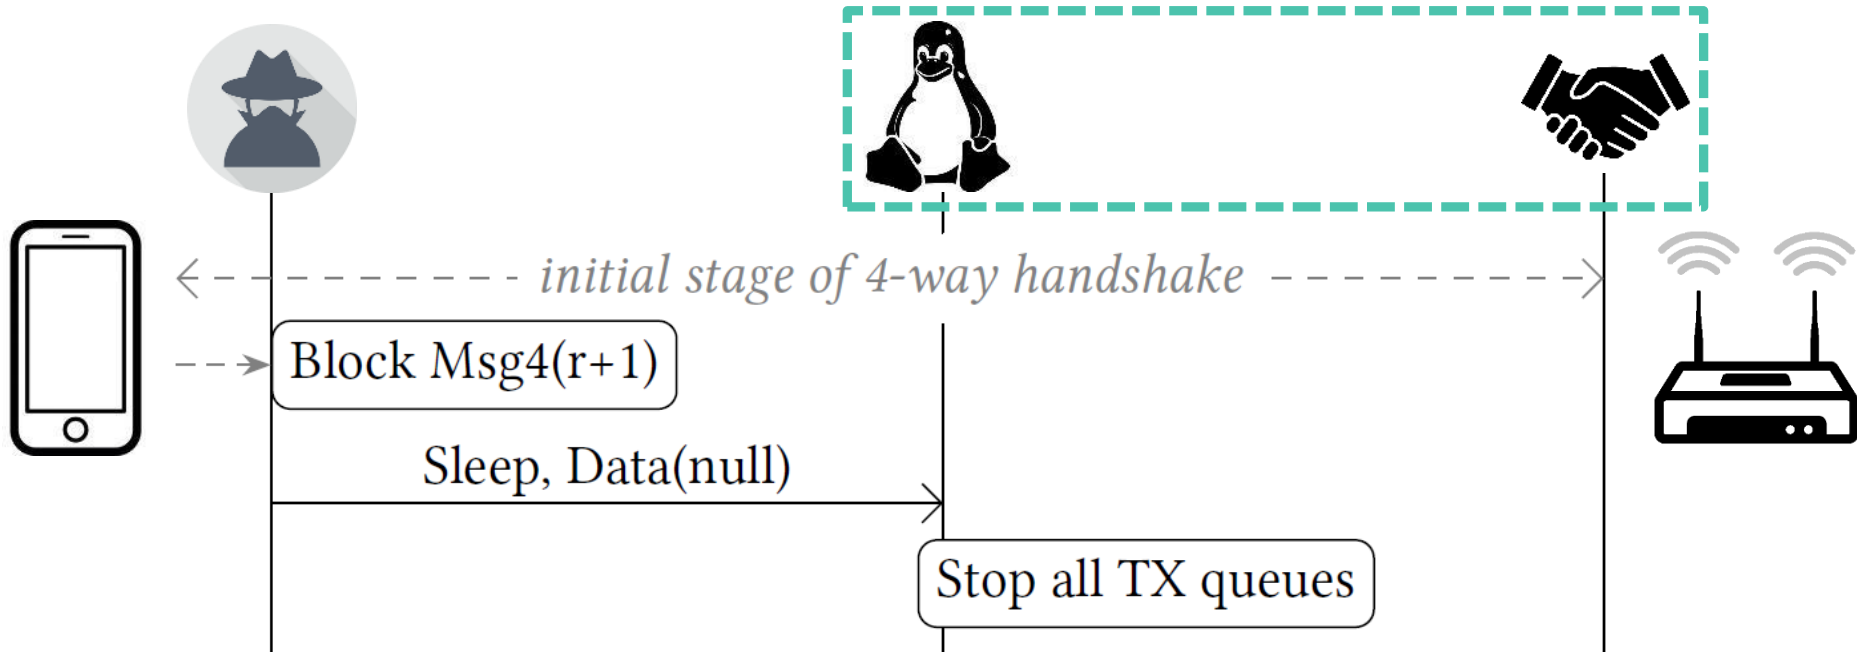 initial stage of 4-way handshake
Block Msg4(r+1)
Sleep, Data(null)
Stop all TX queues